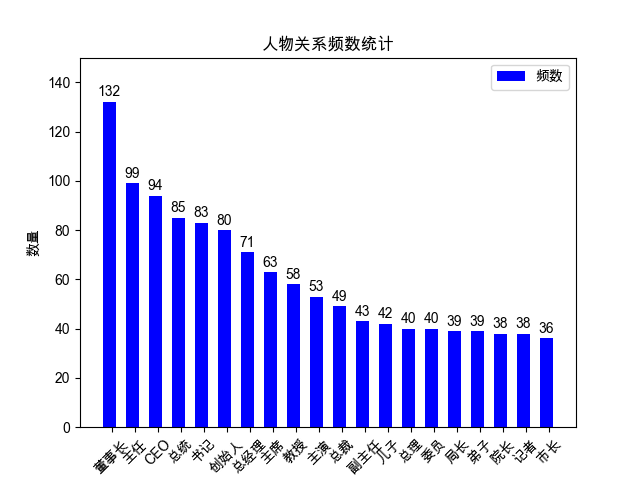 人物关系频数统计
频数
数量
140
120
100
80
60
40
20
0
132
99
94
85
83
80
71
63
58
53
49
43
42
40
40
39
39
38
38
36
董事长
主任
CEO
总统
书记
创始人
总经理
主席
教授
主演
总裁
副主任
儿子
总理
委员
局长
弟子
院长
记者
市长